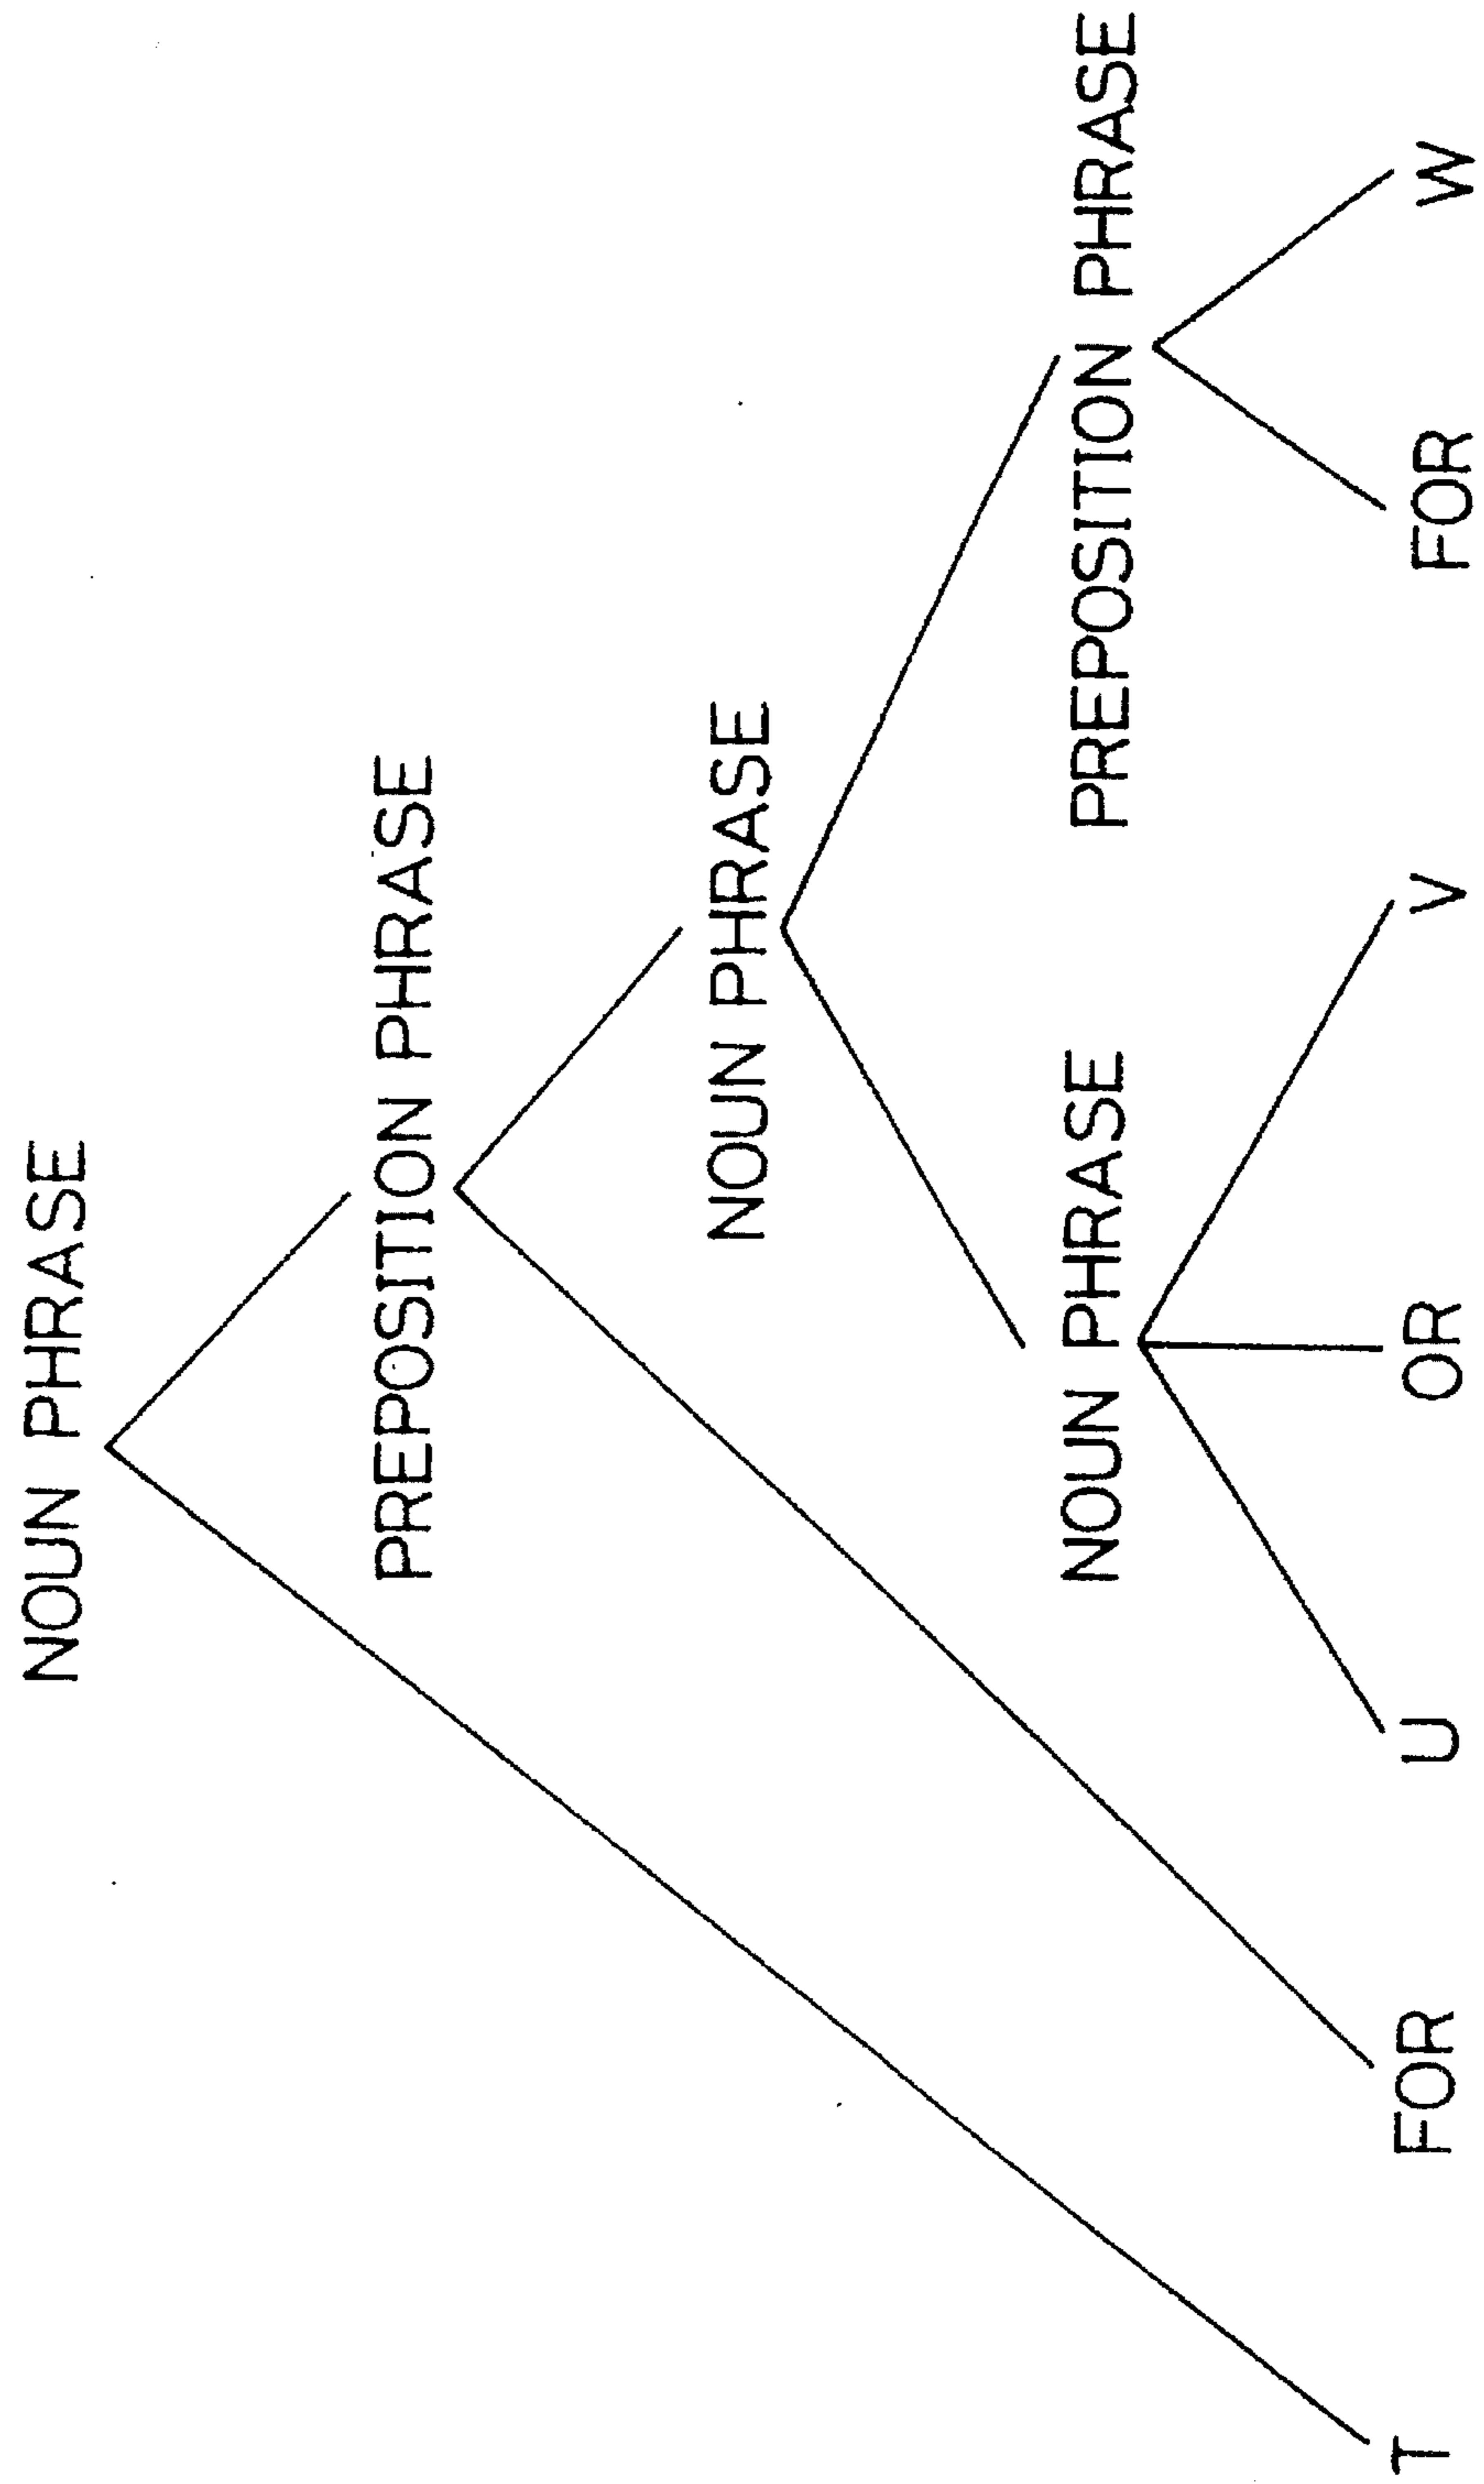 NOUN PHRASE
PREPOSITION PHRASE
NOUN PHRASE
NOUN PHRASE PREPOSITION PHRASE
T FOR U OR V FOR W